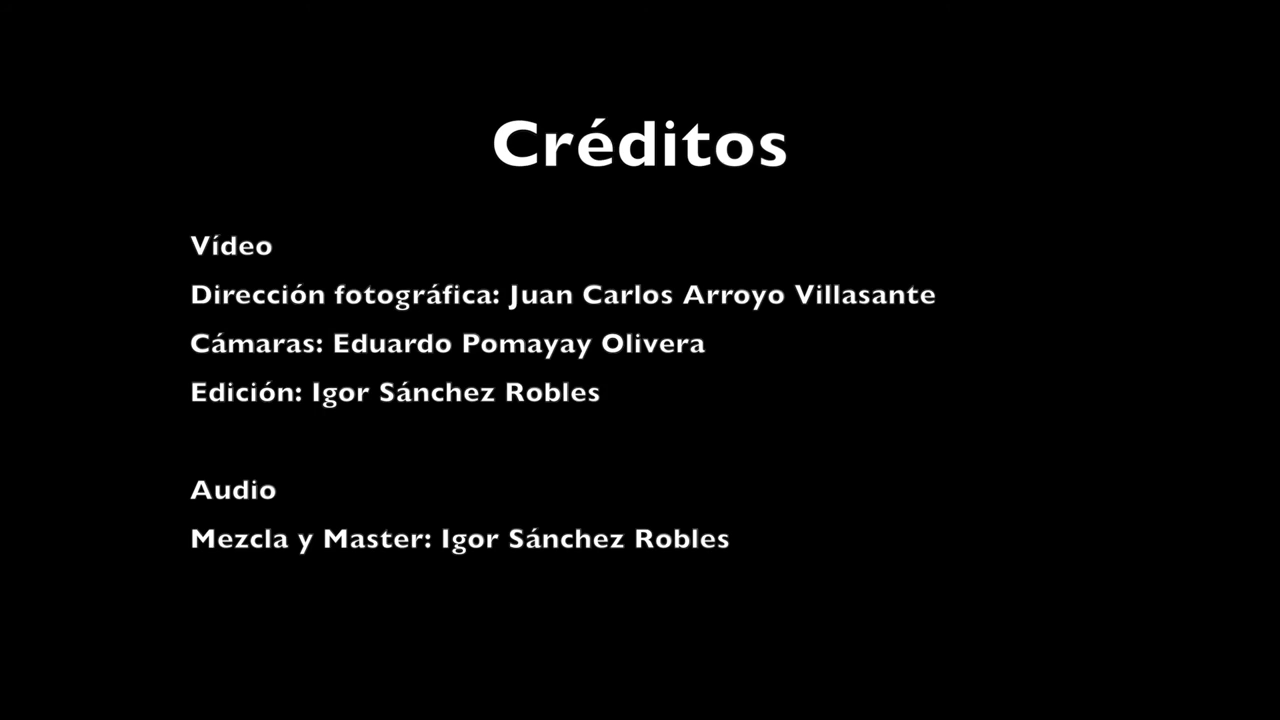 Créditos
Vídeo
Dirección fotográfica: Juan Carlos Arroyo Villasante
Cámaras: Eduardo Pomayay Olivera
Edición: Igor Sánchez Robles
Audio
Mezcla y Master: Igor Sánchez Robles